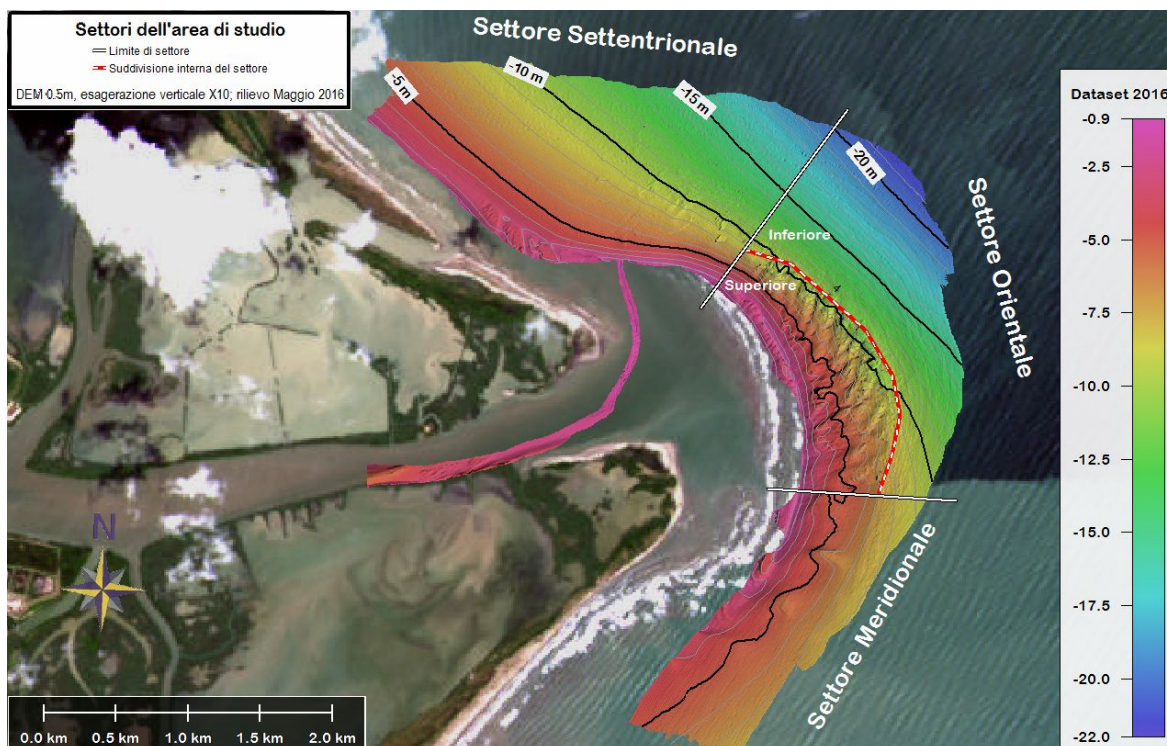 Settori dell'area di studio
Limite di settore
Suddivisione interna del settore
DEM 0.5m, esagerazione verticale X10; rilievo Maggio 2016
Settore Settentrionale
-5 m
-10 m
-15 m
-20 m
Inferiore
Superiore
Settore Orientale
Settore Meridionale
N
0.0 km 0.5 km 1.0 km 1.5 km 2.0 km
Dataset 2016
-0.9
-2.5
-5.0
-7.5
-10.0
-12.5
-15.0
-17.5
-20.0
-22.0